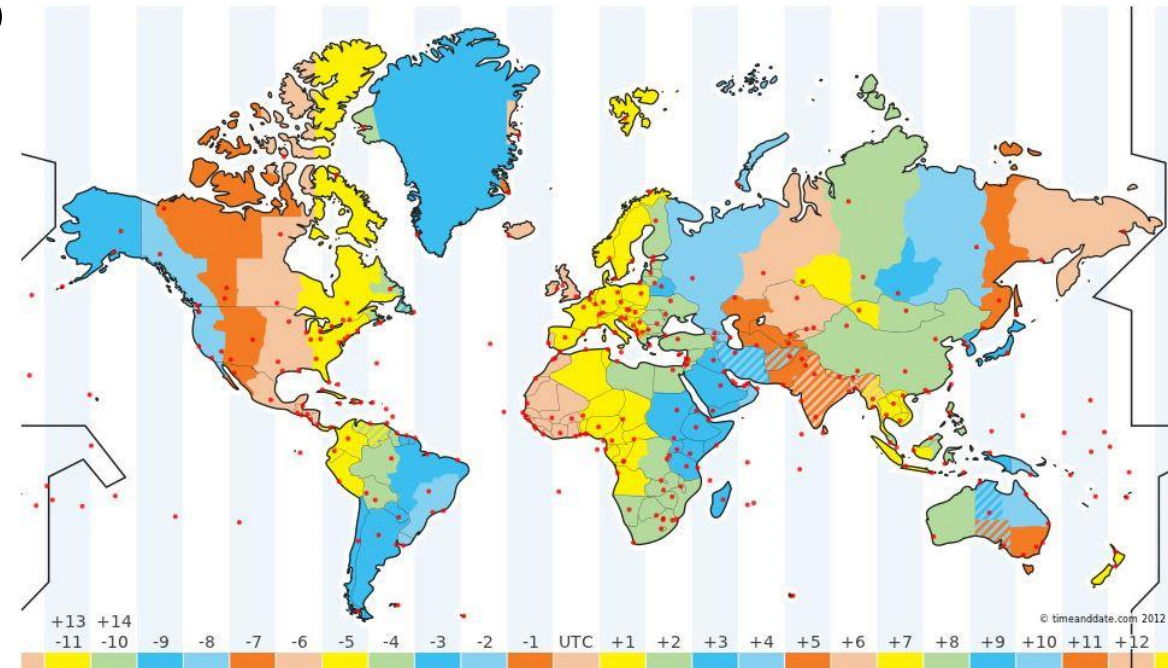 )
© timeanddate.com 2012
+13 +14
-11 -10 -9 -8 -7 -6 -5 -4 -3 -2 -1 UTC +1 +2 +3 +4 +5 +6 +7 +8 +9 +10 +11 +12